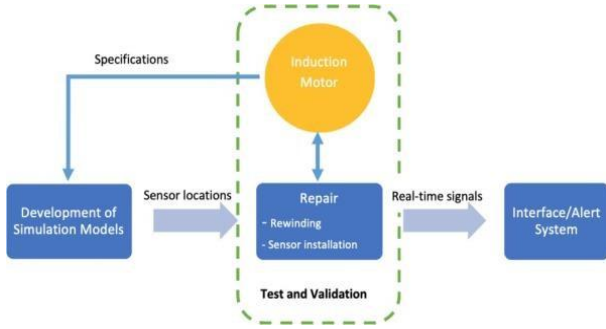 Specifications
Induction
Motor
Development of
Simulation Models
Sensor locations
Repair
- Rewinding
- Sensor installation
Real-time signals
Interface/Alert
System
Test and Validation